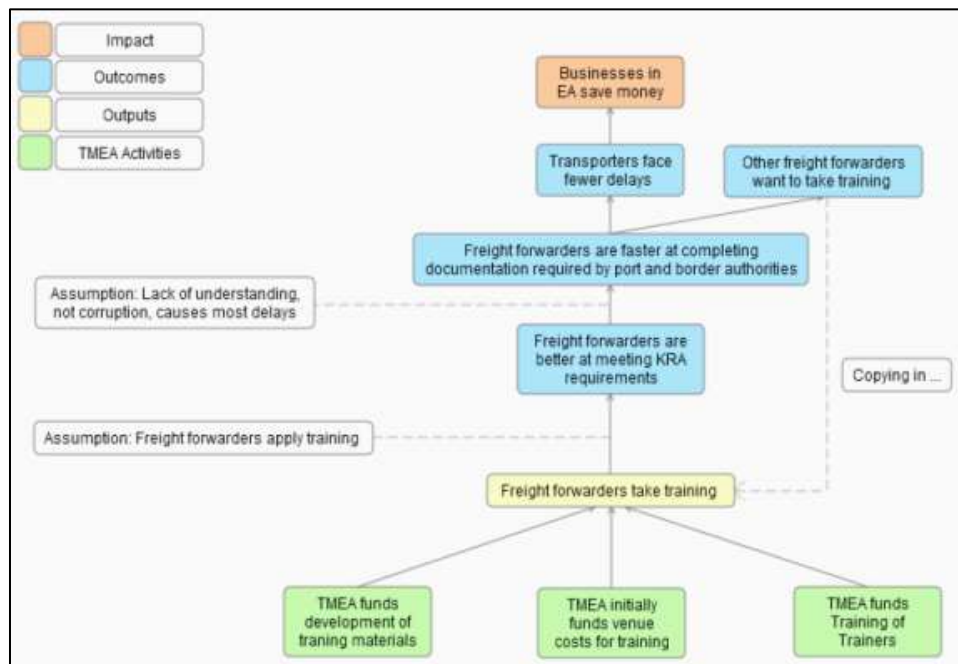 Impact
Outcomes
Outputs
TMEA Activities
Businesses in
EA save money
Transporters face
fewer delays
Other freight forwarders
want to take training
Freight forwarders are faster at completing
documentation required by port and border authorities
Assumption: Lack of understanding,
not corruption, causes most delays
Freight forwarders are
better at meeting KRA
requirements
Copying in ...
Assumption: Freight forwarders apply training
Freight forwarders take training
TMEA funds
development of
traning materials
TMEA initially
funds venue
costs for training
TMEA funds
Training of
Trainers